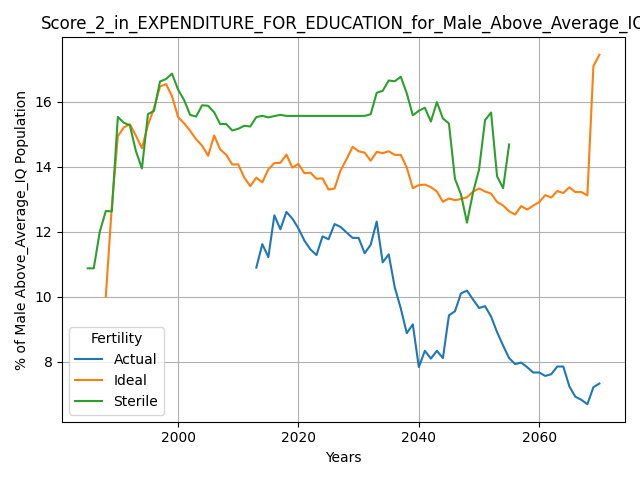 Score_2_in_EXPENDITURE_FOR_EDUCATION_for_Male_Above_Average_IQ
% of Male Above_Average_IQ Population
16
14
12
10
8
Fertility
Actual
Ideal
Sterile
2000 2020 2040 2060
Years